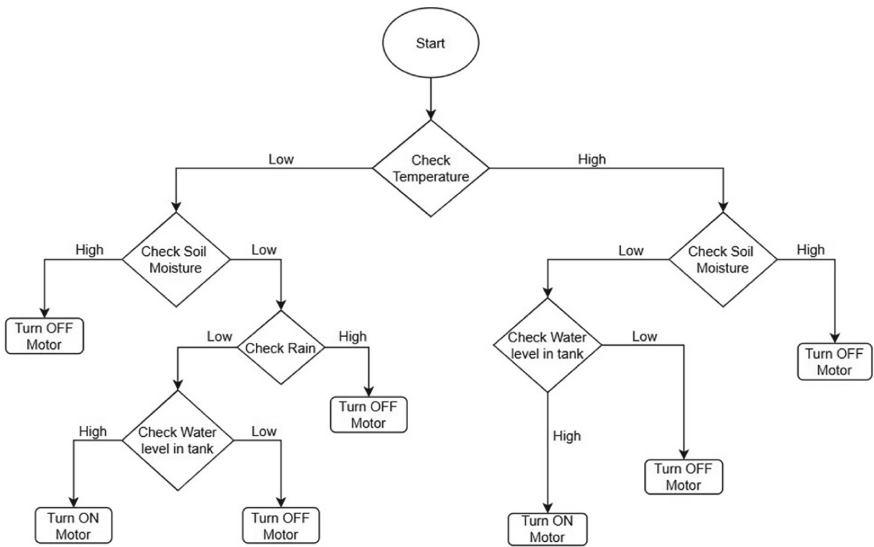 Start
Check
Temperature
Low
High
Check Soil
Moisture
High
Low
Turn OFF
Motor
Check Rain
Low
High
Turn OFF
Motor
Check Water
level in tank
High
Low
Turn ON
Motor
Turn OFF
Motor
Check Soil
Moisture
Low
High
Check Water
level in tank
Low
High
Turn OFF
Motor
Turn OFF
Motor
Turn ON
Motor